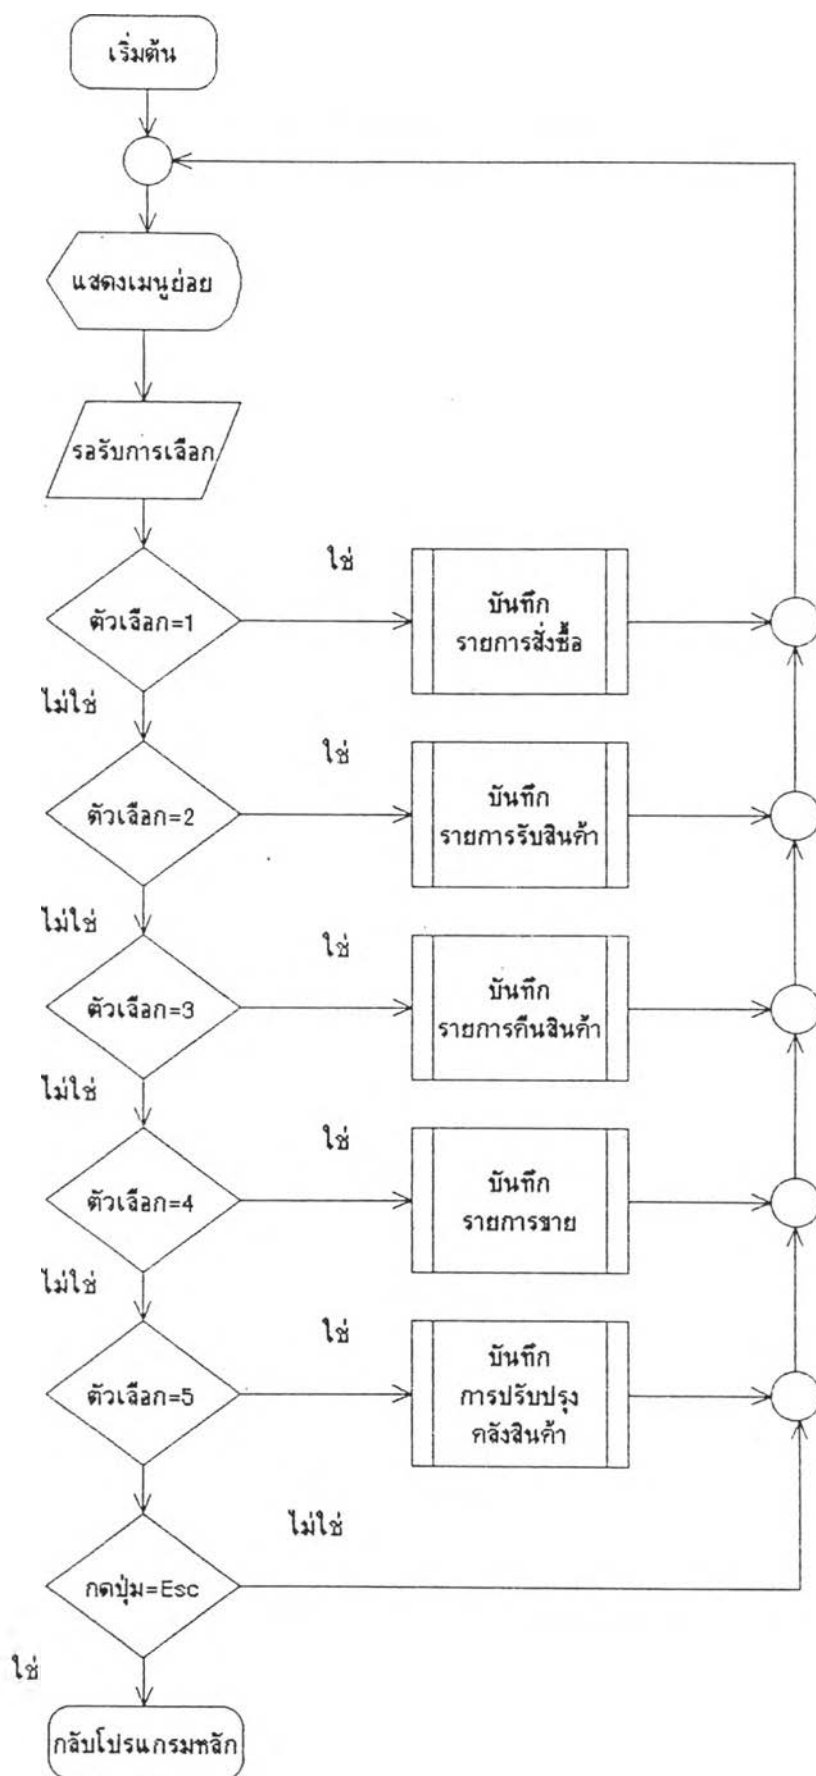 เริ่มต้น
แสดงเมนูย่อย
รอรับการเลือก
ตัวเลือก=1
ใช่
บันทึก
รายการสั่งซื้อ
ไม่ใช่
ตัวเลือก=2
ใช่
บันทึก
รายการรับสินค้า
ไม่ใช่
ตัวเลือก=3
ใช่
บันทึก
รายการคืนสินค้า
ไม่ใช่
ตัวเลือก=4
ใช่
บันทึก
รายการขาย
ไม่ใช่
ตัวเลือก=5
ใช่
บันทึก
การปรับปรุง
คลังสินค้า
ไม่ใช่
กดปุ่ม=Esc
ใช่
กลับโปรแกรมหลัก